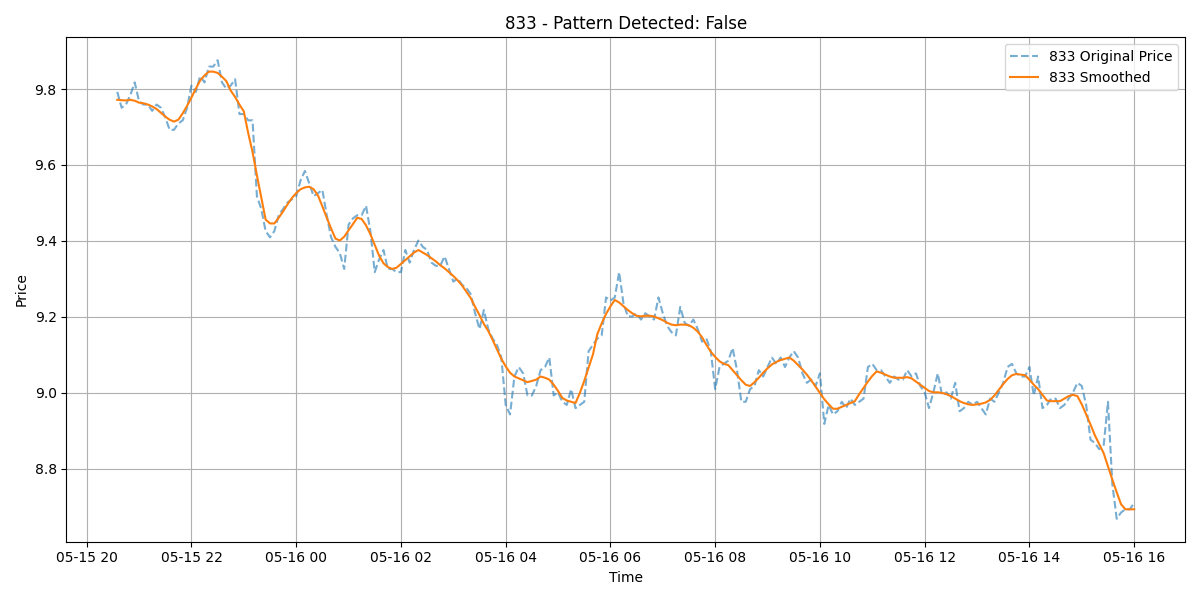 833 - Pattern Detected: False
833 Original Price
833 Smoothed
Price
9.8
9.6
9.4
9.2
9.0
8.8
05-15 20 05-15 22 05-16 00 05-16 02 05-16 04 05-16 06 05-16 08 05-16 10 05-16 12 05-16 14 05-16 16
Time